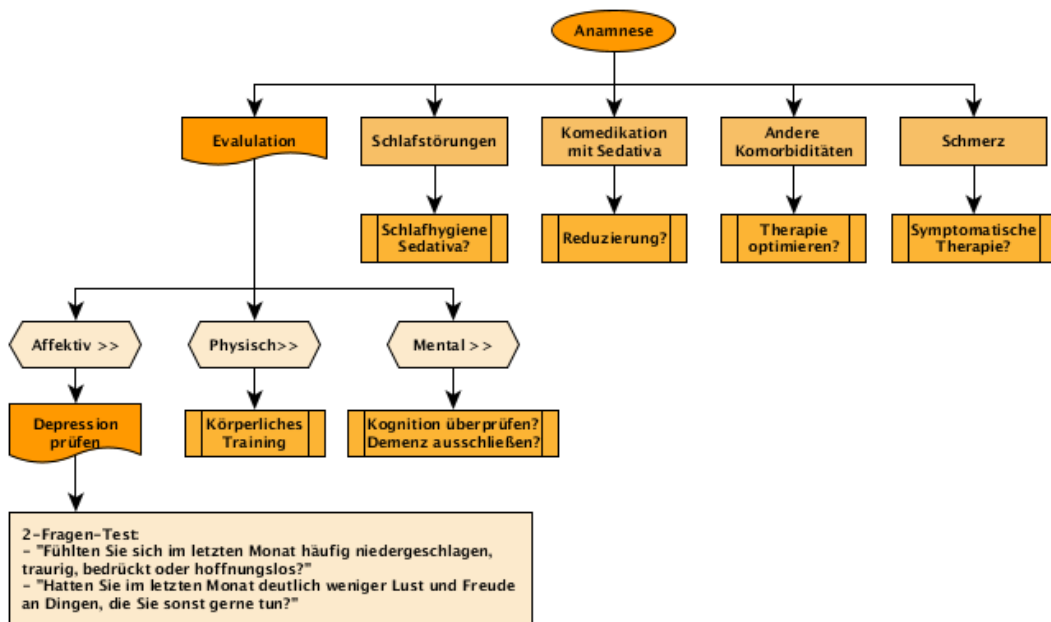 Anamnese
Evalulation
Schlafstörungen
Komedikation
mit Sedativa
Andere
Komorbiditäten
Schmerz
Schlafhygiene
Sedativa?
Reduzierung?
Therapie
optimieren?
Symptomatische
Therapie?
Affektiv >>
Physisch>>
Mental >>
Depression
prüfen
Körperliches
Training
Kognition überprüfen?
Demenz ausschließen?
2-Fragen-Test:
- "Fühlten Sie sich im letzten Monat häufig niedergeschlagen,
traurig, bedrückt oder hoffnungslos?"
- "Hatten Sie im letzten Monat deutlich weniger Lust und Freude
an Dingen, die Sie sonst gerne tun?"